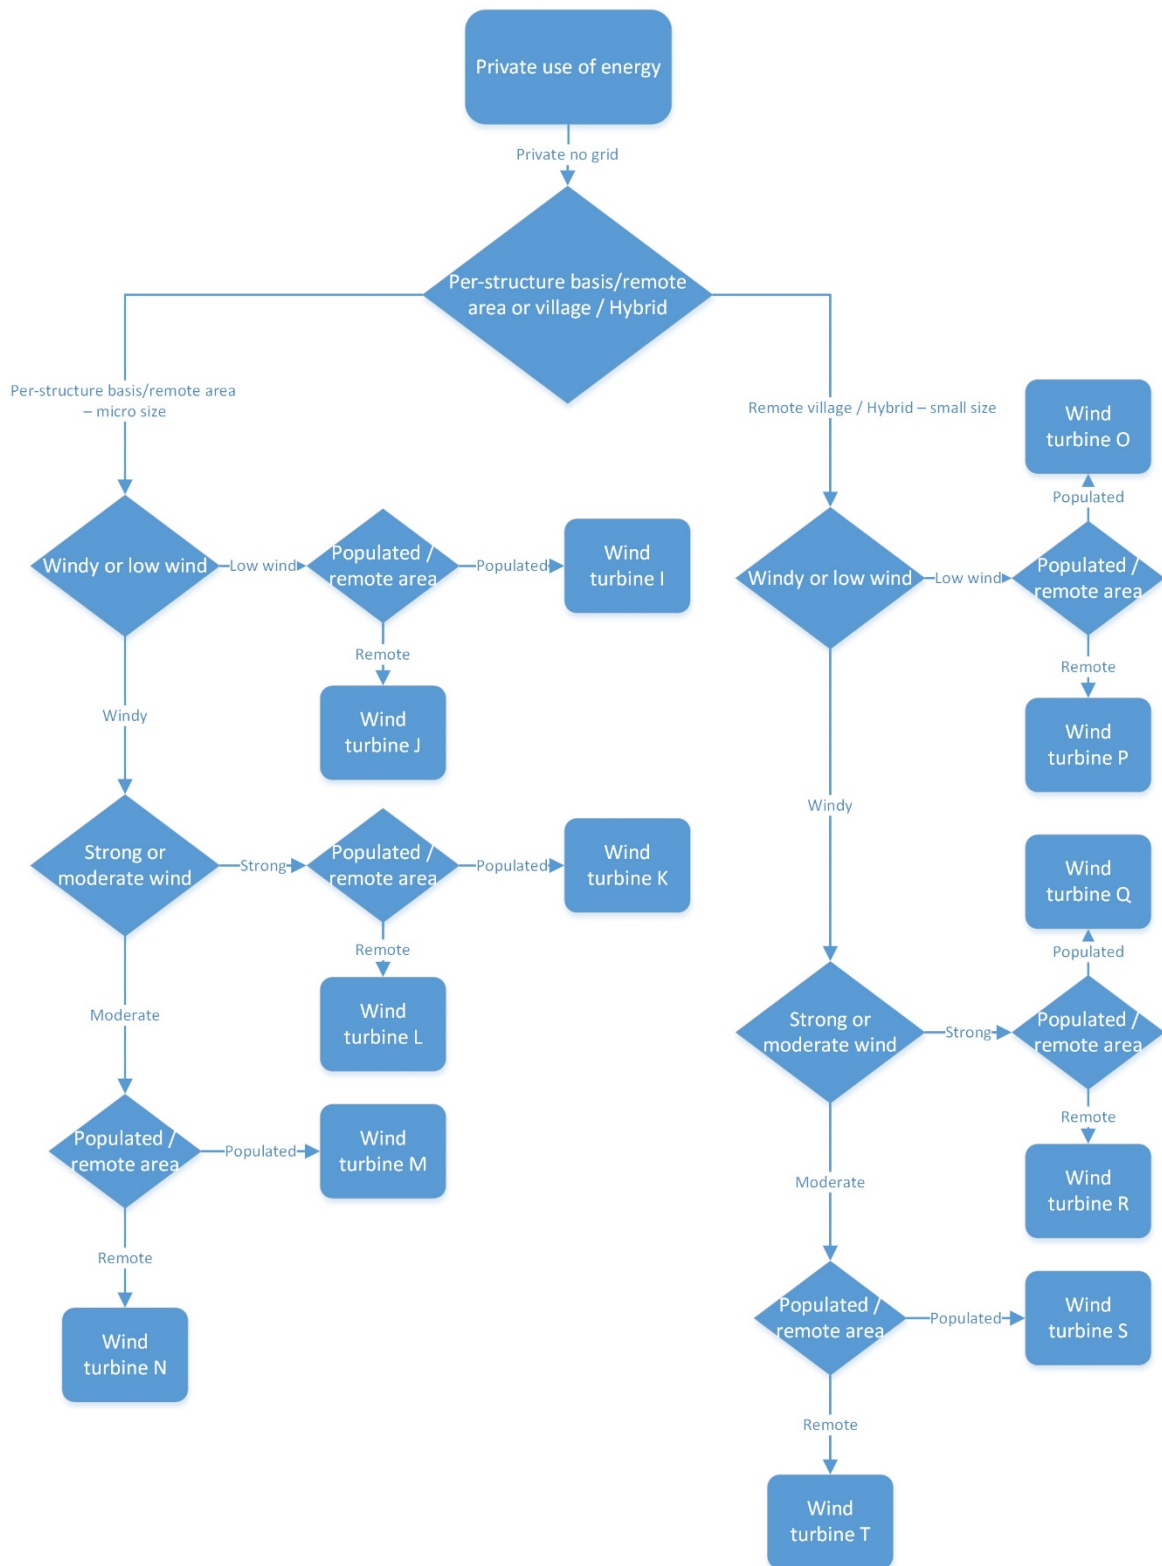 Private use of energy
Private no grid
Per-structure basis/remote
area or village / Hybrid
Per-structure basis/remote area
– micro size
Remote village / Hybrid – small size
Wind
turbine O
Populated
Windy or low wind
Low wind
Populated /
remote area
Populated
Wind
turbine I
Windy or low wind
Low wind
Populated /
remote area
Remote
Remote
Wind
turbine J
Wind
turbine P
Windy
Windy
Strong or
moderate wind
Strong
Populated /
remote area
Populated
Wind
turbine K
Wind
turbine Q
Remote
Populated
Wind
turbine L
Moderate
Strong or
moderate wind
Strong
Populated /
remote area
Remote
Populated /
remote area
Populated
Wind
turbine M
Moderate
Wind
turbine R
Remote
Wind
turbine N
Populated /
remote area
Populated
Wind
turbine S
Remote
Wind
turbine T